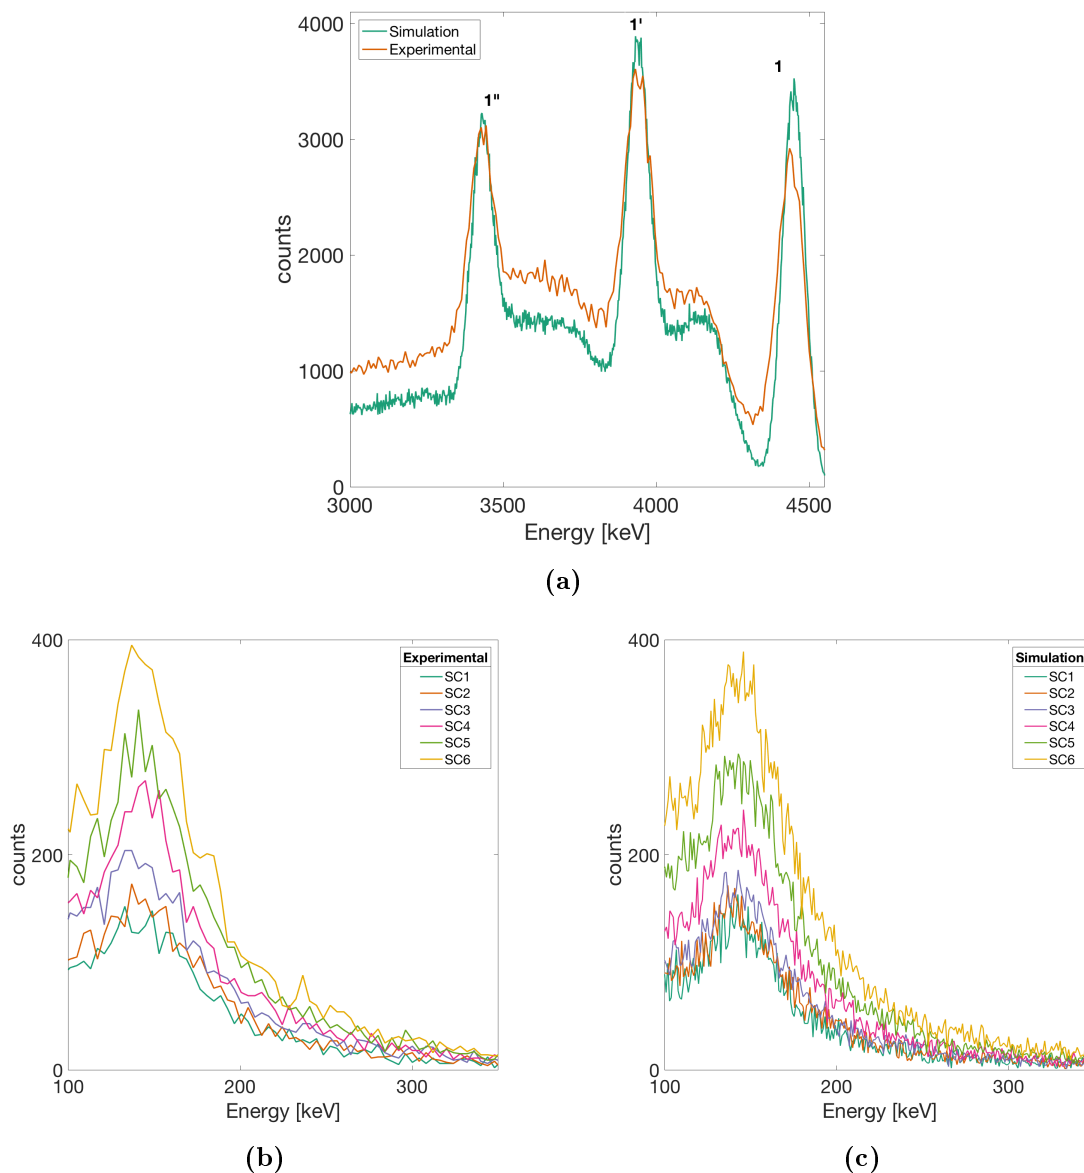 4000
3000
2000
1000
0
counts
Simulation
Experimental
1"
1'
1
3000 3500 4000 4500
Energy [keV]
(a)
400
200
0
counts
Experimental
SC1
SC2
SC3
SC4
SC5
SC6
100 200 300
Energy [keV]
(b)
400
200
0
counts
Simulation
SC1
SC2
SC3
SC4
SC5
SC6
100 200 300
Energy [keV]
(c)